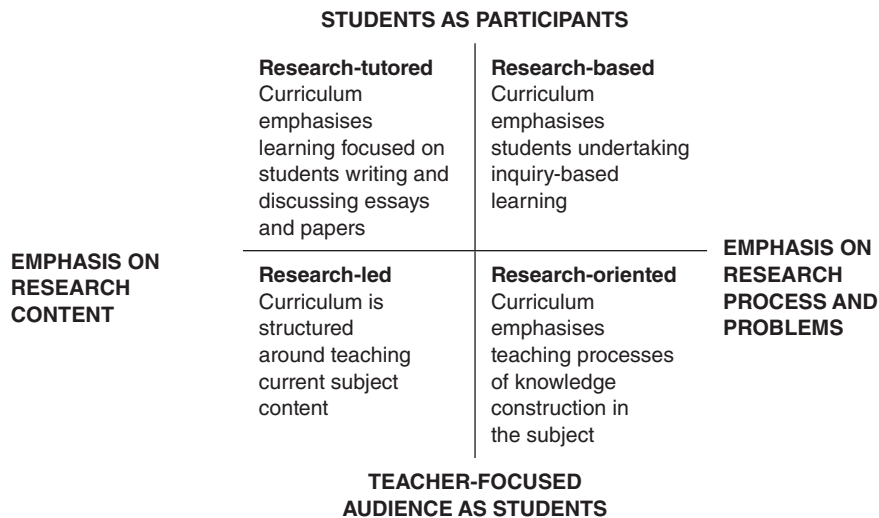 STUDENTS AS PARTICIPANTS
Research-tutored
Curriculum
emphasises
learning focused on
students writing and
discussing essays
and papers
Research-based
Curriculum
emphasises
students undertaking
inquiry-based
learning
EMPHASIS ON
RESEARCH
CONTENT
EMPHASIS ON
RESEARCH
PROCESS AND
PROBLEMS
Research-led
Curriculum is
structured
around teaching
current subject
content
Research-oriented
Curriculum
emphasises
teaching processes
of knowledge
construction in
the subject
TEACHER-FOCUSED
AUDIENCE AS STUDENTS